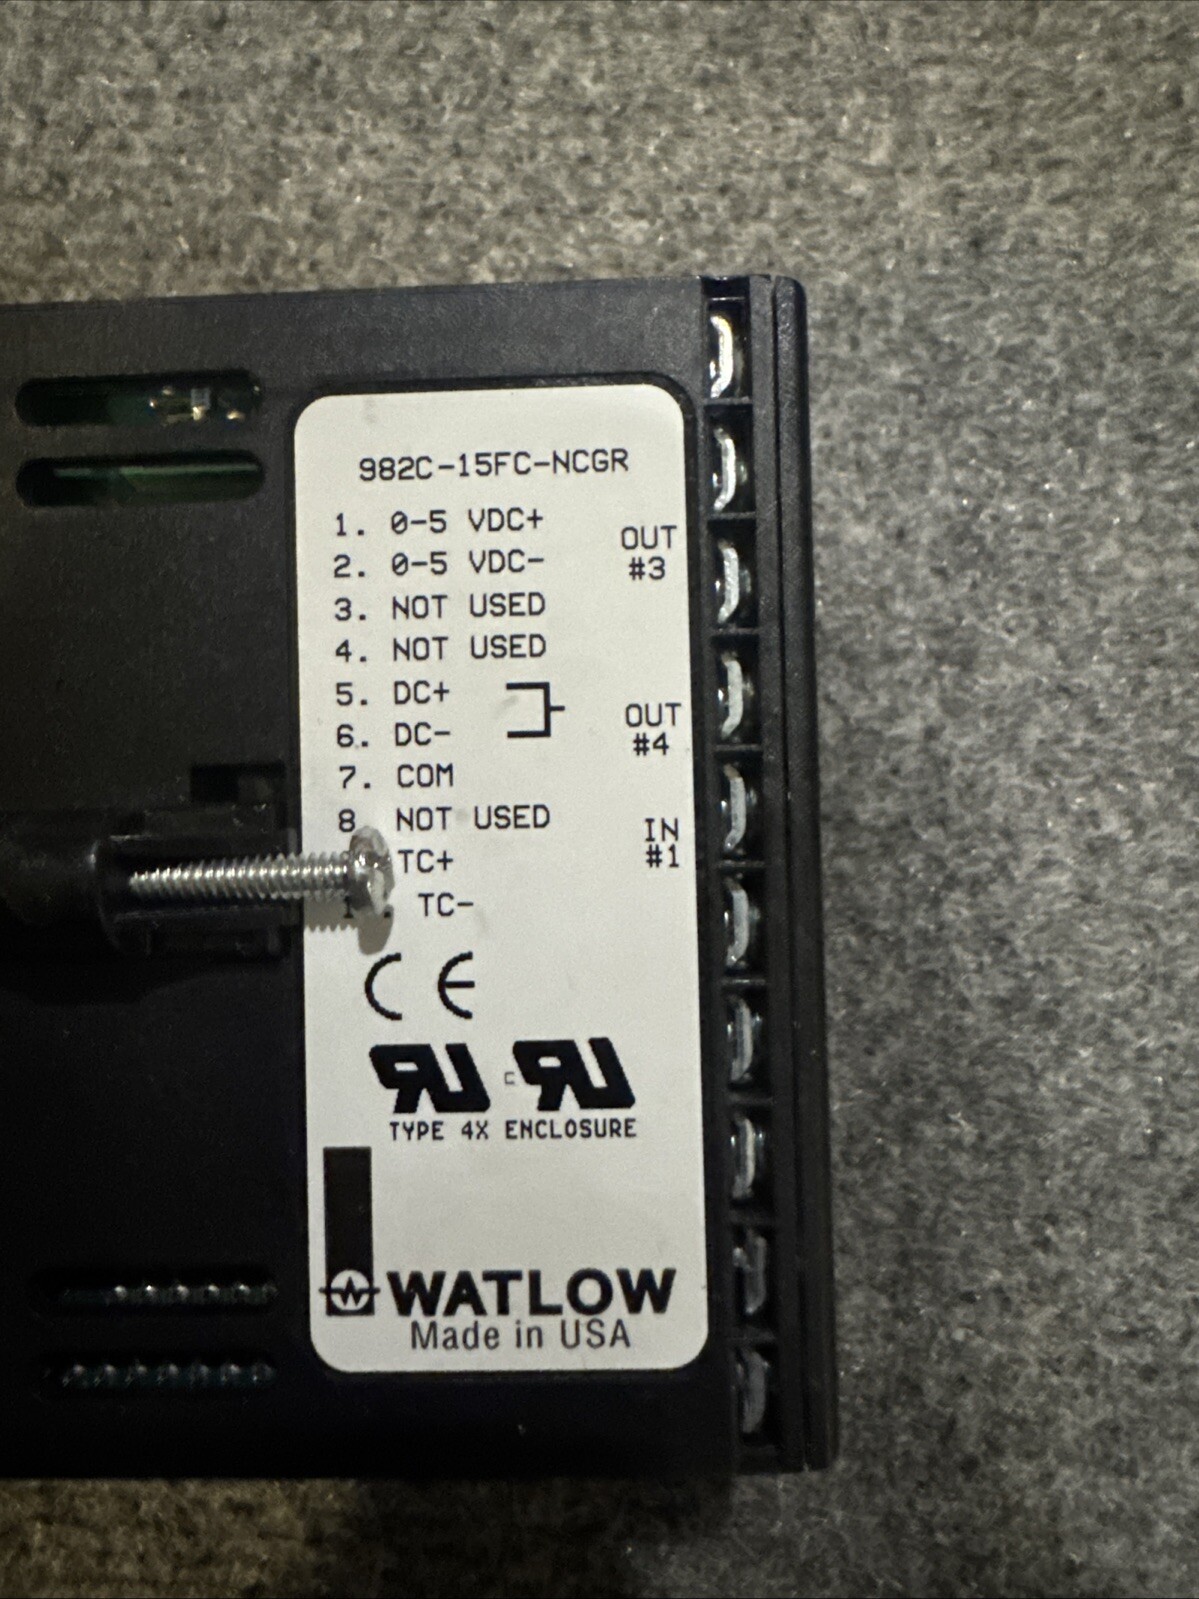 982C-15FC-NCGR
1. 0-5 VDC+
2. 0-5 VDC-
OUT
#3
3. NOT USED
4. NOT USED
5. DC+
6. DC-
OUT
#4
7. COM
8 NOT USED
IN
#1
TC+
TC-
CE
RU c RU
TYPE 4X ENCLOSURE
WATLOW
Made in USA